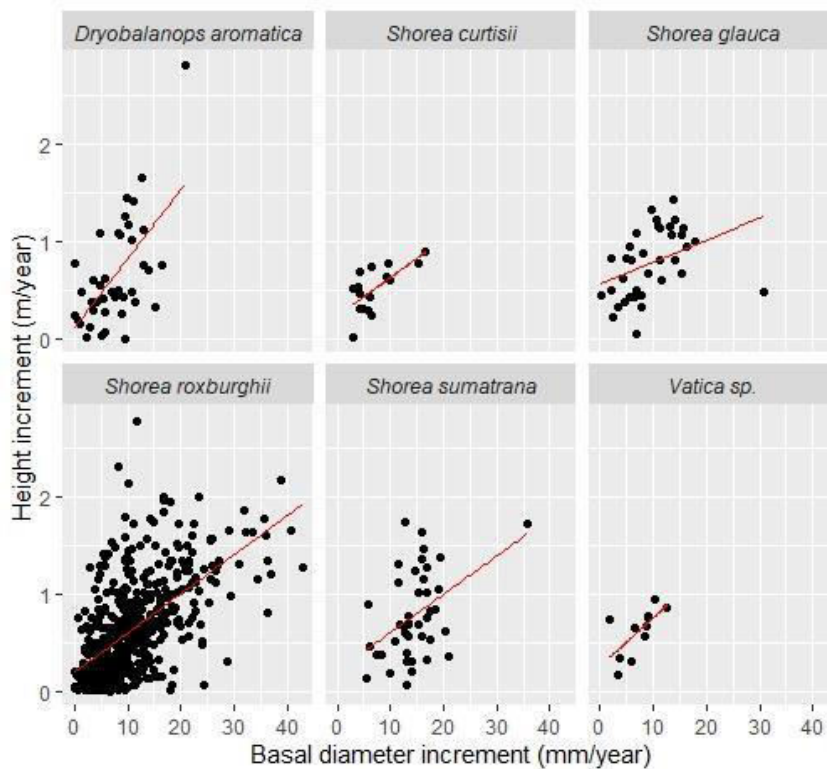 Dryobalanops aromatica
Shorea curtisii
Shorea glauca
2
1
0
Shorea roxburghii
Shorea sumatrana
Vatica sp.
2
1
0
0 10 20 30 40
0 10 20 30 40
0 10 20 30 40
Height increment (m/year)
Basal diameter increment (mm/year)